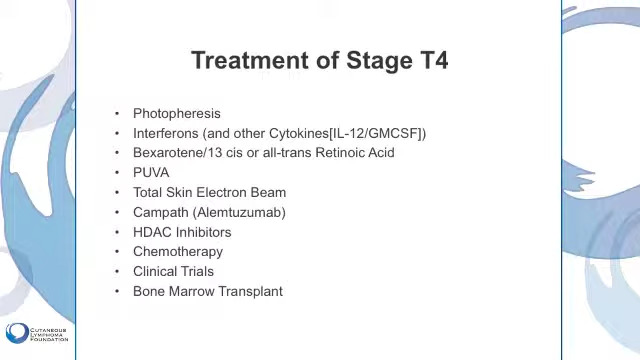 Treatment of Stage T4
• Photopheresis
• Interferons (and other Cytokines[IL-12/GMCSF])
• Bexarotene/13 cis or all-trans Retinoic Acid
• PUVA
• Total Skin Electron Beam
• Campath (Alemtuzumab)
• HDAC Inhibitors
• Chemotherapy
• Clinical Trials
• Bone Marrow Transplant
CUTANEOUS
LYMPHOMA
FOUNDATION